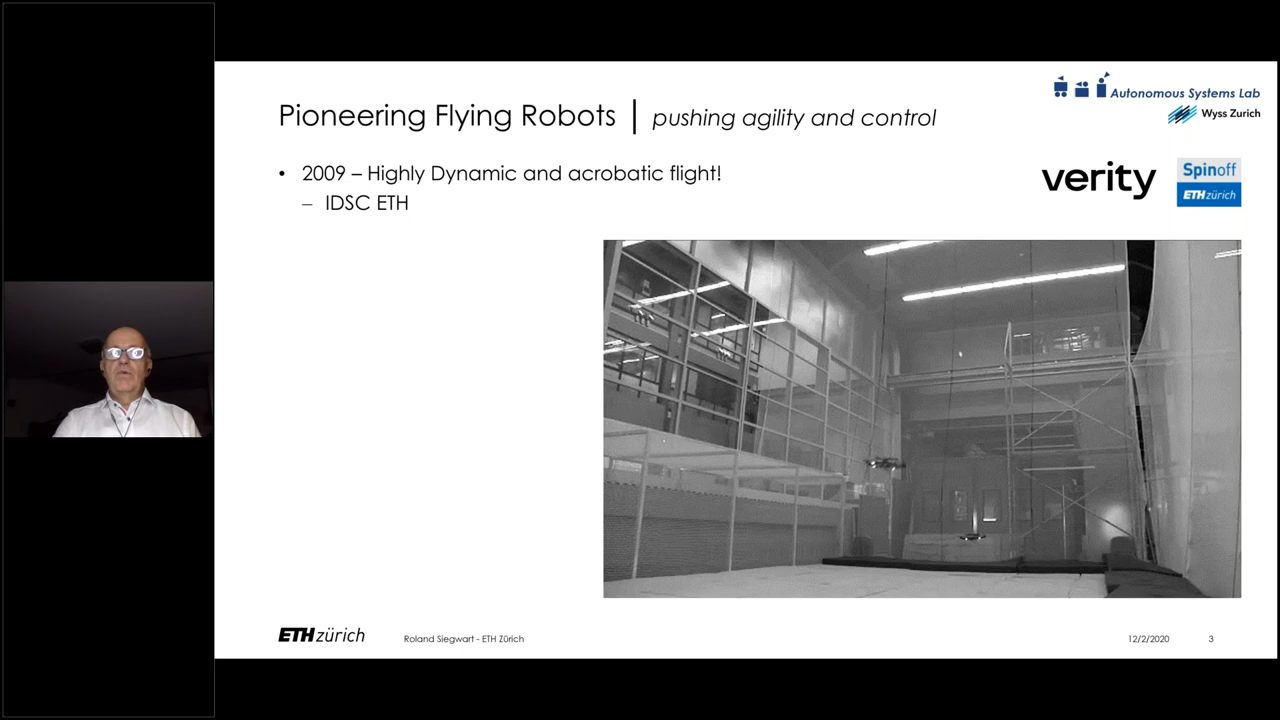 Autonomous Systems Lab
Wyss Zurich
Pioneering Flying Robots | pushing agility and control
• 2009 – Highly Dynamic and acrobatic flight!
– IDSC ETH
verity
Spinoff
ETH zürich
ETH zürich
Roland Siegwart - ETH Zürich
12/2/2020
3